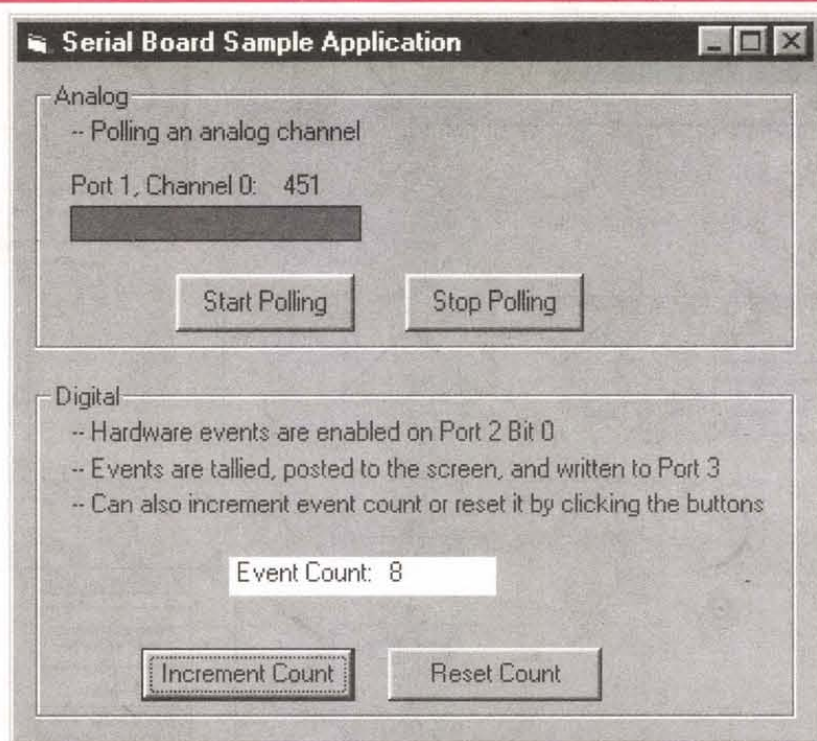 Serial Board Sample Application
Analog
-- Polling an analog channel
Port 1, Channel 0: 451
Start Polling Stop Polling
Digital
-- Hardware events are enabled on Port 2 Bit 0
-- Events are tallied, posted to the screen, and written to Port 3
-- Can also increment event count or reset it by clicking the buttons
Event Count: 8
Increment Count Reset Count